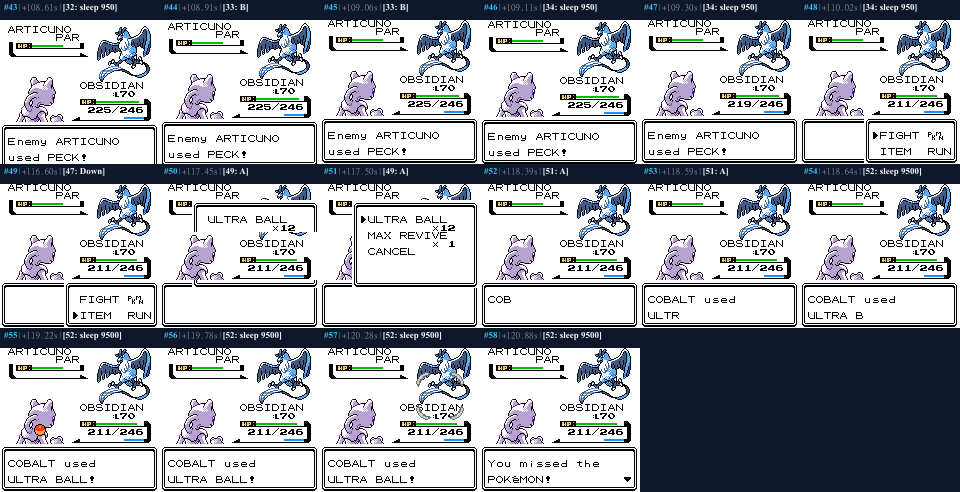 #43 +108.61s [32: sleep 950]
ARTICUNO
PAR
HP:
OBSIDIAN
:L70
HP:
225/246
Enemy ARTICUNO
used PECK!
#44 +108.91s [33: B]
ARTICUNO
PAR
HP:
OBSIDIAN
:L70
HP:
225/246
Enemy ARTICUNO
used PECK!
#45 +109.06s [33: B]
ARTICUNO
PAR
HP:
OBSIDIAN
:L70
HP:
225/246
Enemy ARTICUNO
used PECK!
#46 +109.11s [34: sleep 950]
ARTICUNO
PAR
HP:
OBSIDIAN
:L70
HP:
225/246
Enemy ARTICUNO
used PECK!
#47 +109.30s [34: sleep 950]
ARTICUNO
PAR
HP:
OBSIDIAN
:L70
HP:
219/246
Enemy ARTICUNO
used PECK!
#48 +110.02s [34: sleep 950]
ARTICUNO
PAR
HP:
OBSIDIAN
:L70
HP:
211/246
▶FIGHT PKMN
ITEM RUN
#49 +116.60s [47: Down]
ARTICUNO
PAR
HP:
OBSIDIAN
:L70
HP:
211/246
FIGHT PKMN
▶ITEM RUN
#50 +117.45s [49: A]
ARTICUNO
ULTRA BALL
×12
OBSIDIAN
:L70
211/246
#51 +117.50s [49: A]
ARTICUNO
▶ULTRA BALL
×12
MAX REVIVE
× 1
CANCEL
#52 +118.39s [51: A]
ARTICUNO
PAR
HP:
OBSIDIAN
:L70
HP:
211/246
COB
#53 +118.59s [51: A]
ARTICUNO
PAR
HP:
OBSIDIAN
:L70
HP:
211/246
COBALT used
ULTR
#54 +118.64s [52: sleep 9500]
ARTICUNO
PAR
HP:
OBSIDIAN
:L70
HP:
211/246
COBALT used
ULTRA B
#55 +119.22s [52: sleep 9500]
ARTICUNO
PAR
HP:
OBSIDIAN
:L70
HP:
211/246
COBALT used
ULTRA BALL!
#56 +119.78s [52: sleep 9500]
ARTICUNO
PAR
HP:
OBSIDIAN
:L70
HP:
211/246
COBALT used
ULTRA BALL!
#57 +120.28s [52: sleep 9500]
ARTICUNO
PAR
HP:
OBSIDIAN
:L70
HP:
211/246
COBALT used
ULTRA BALL!
#58 +120.88s [52: sleep 9500]
ARTICUNO
PAR
HP:
OBSIDIAN
:L70
HP:
211/246
You missed the
POKéMON!